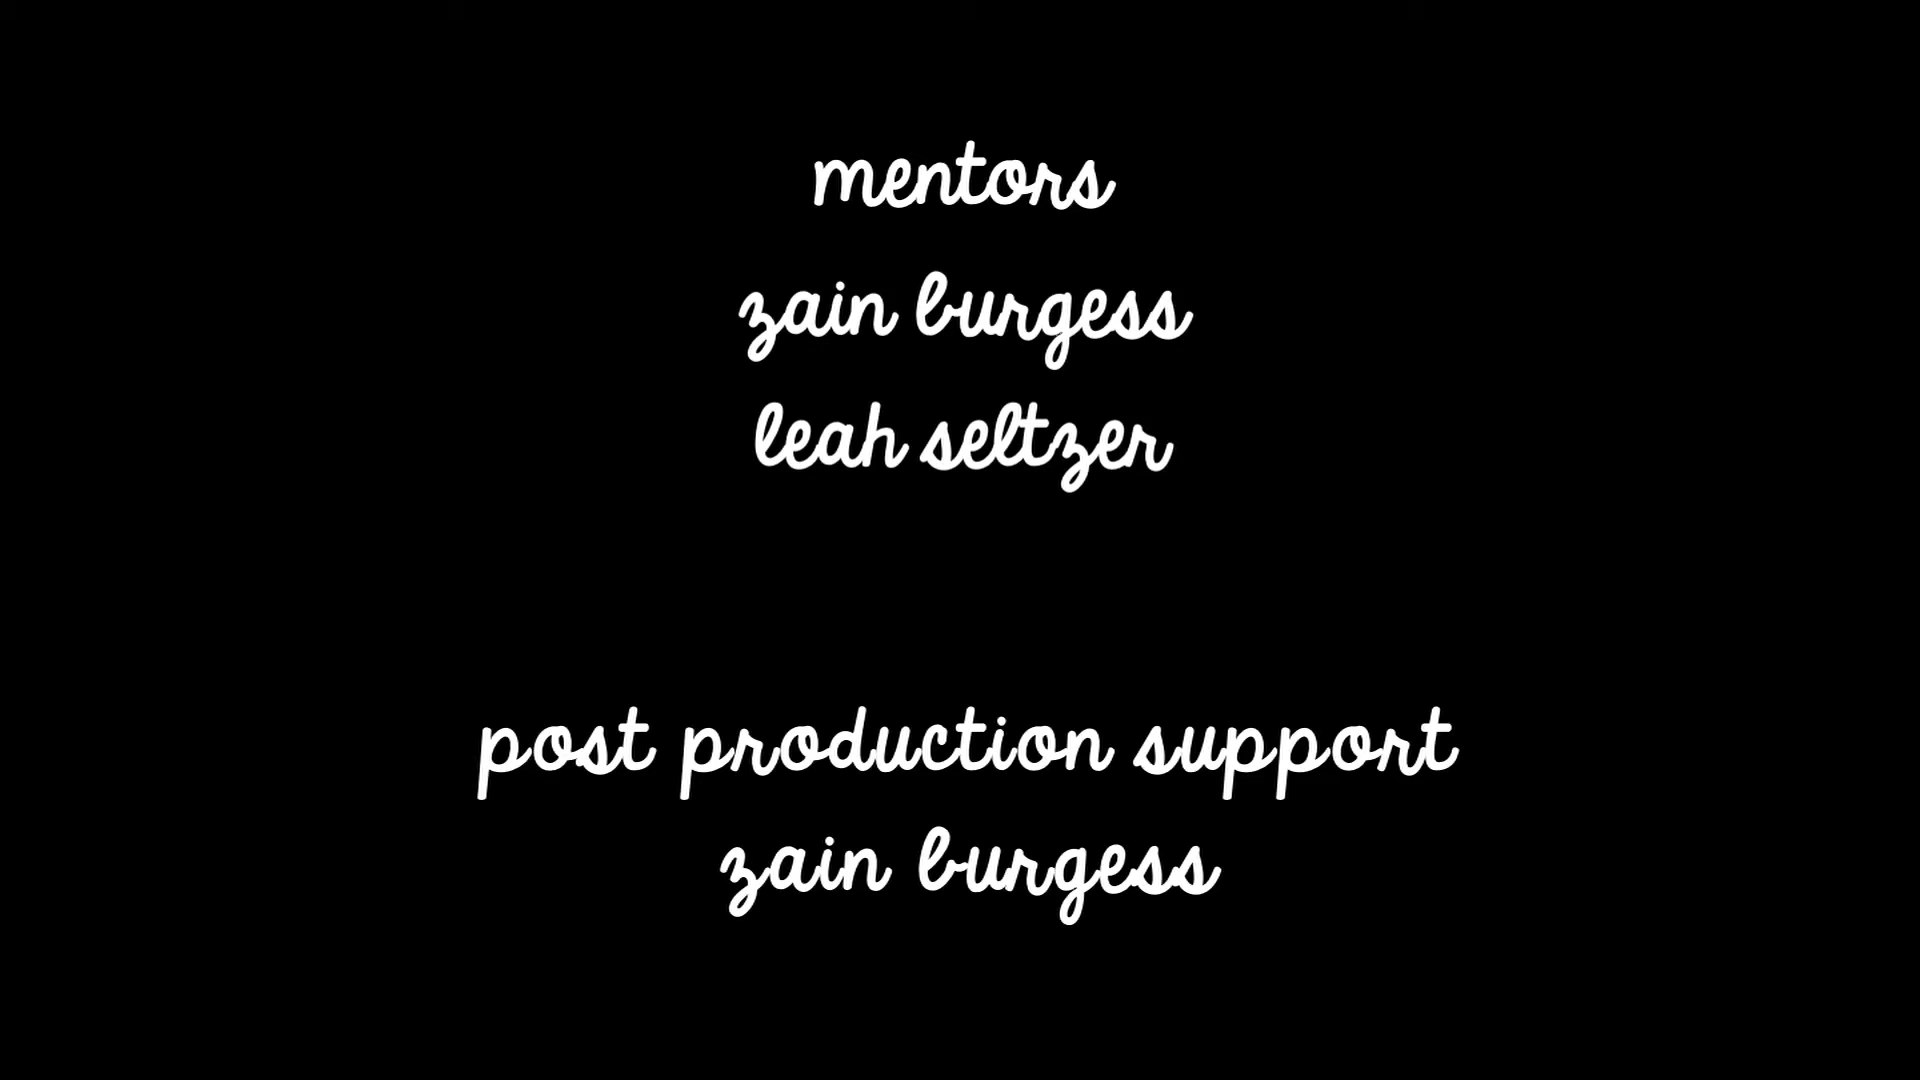 mentors
zain burgess
leah seltzer
post production support
zain burgess